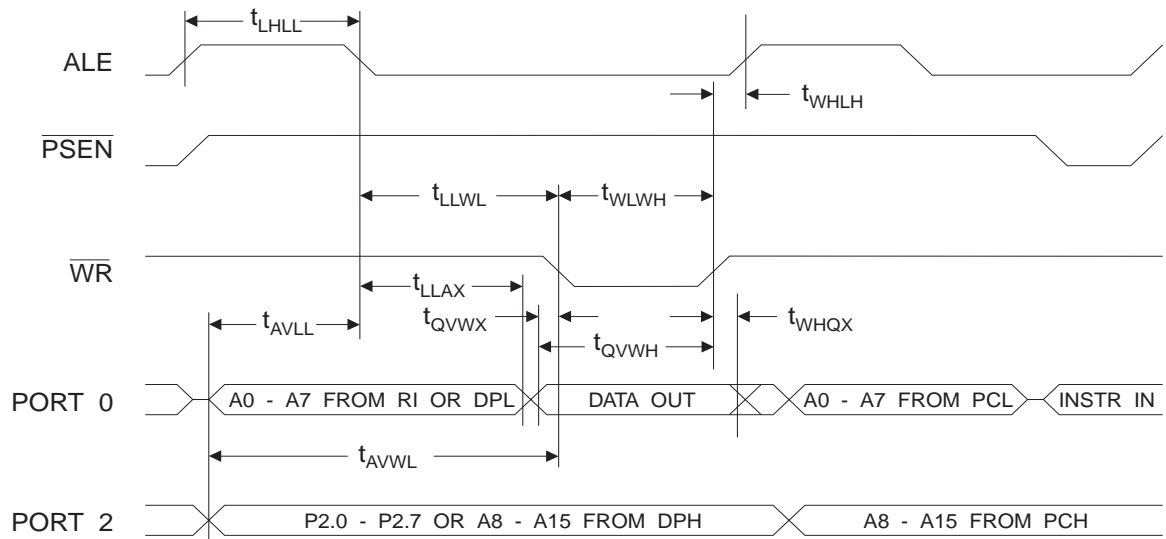 tLHLL
ALE
tWHLH
PSEN
tLLWL
tWLWH
WR
tLLAX
tQVWX
tWHQX
tAVLL
tQVWH
PORT 0
A0 - A7 FROM RI OR DPL
DATA OUT
A0 - A7 FROM PCL
INSTR IN
tAVWL
PORT 2
P2.0 - P2.7 OR A8 - A15 FROM DPH
A8 - A15 FROM PCH